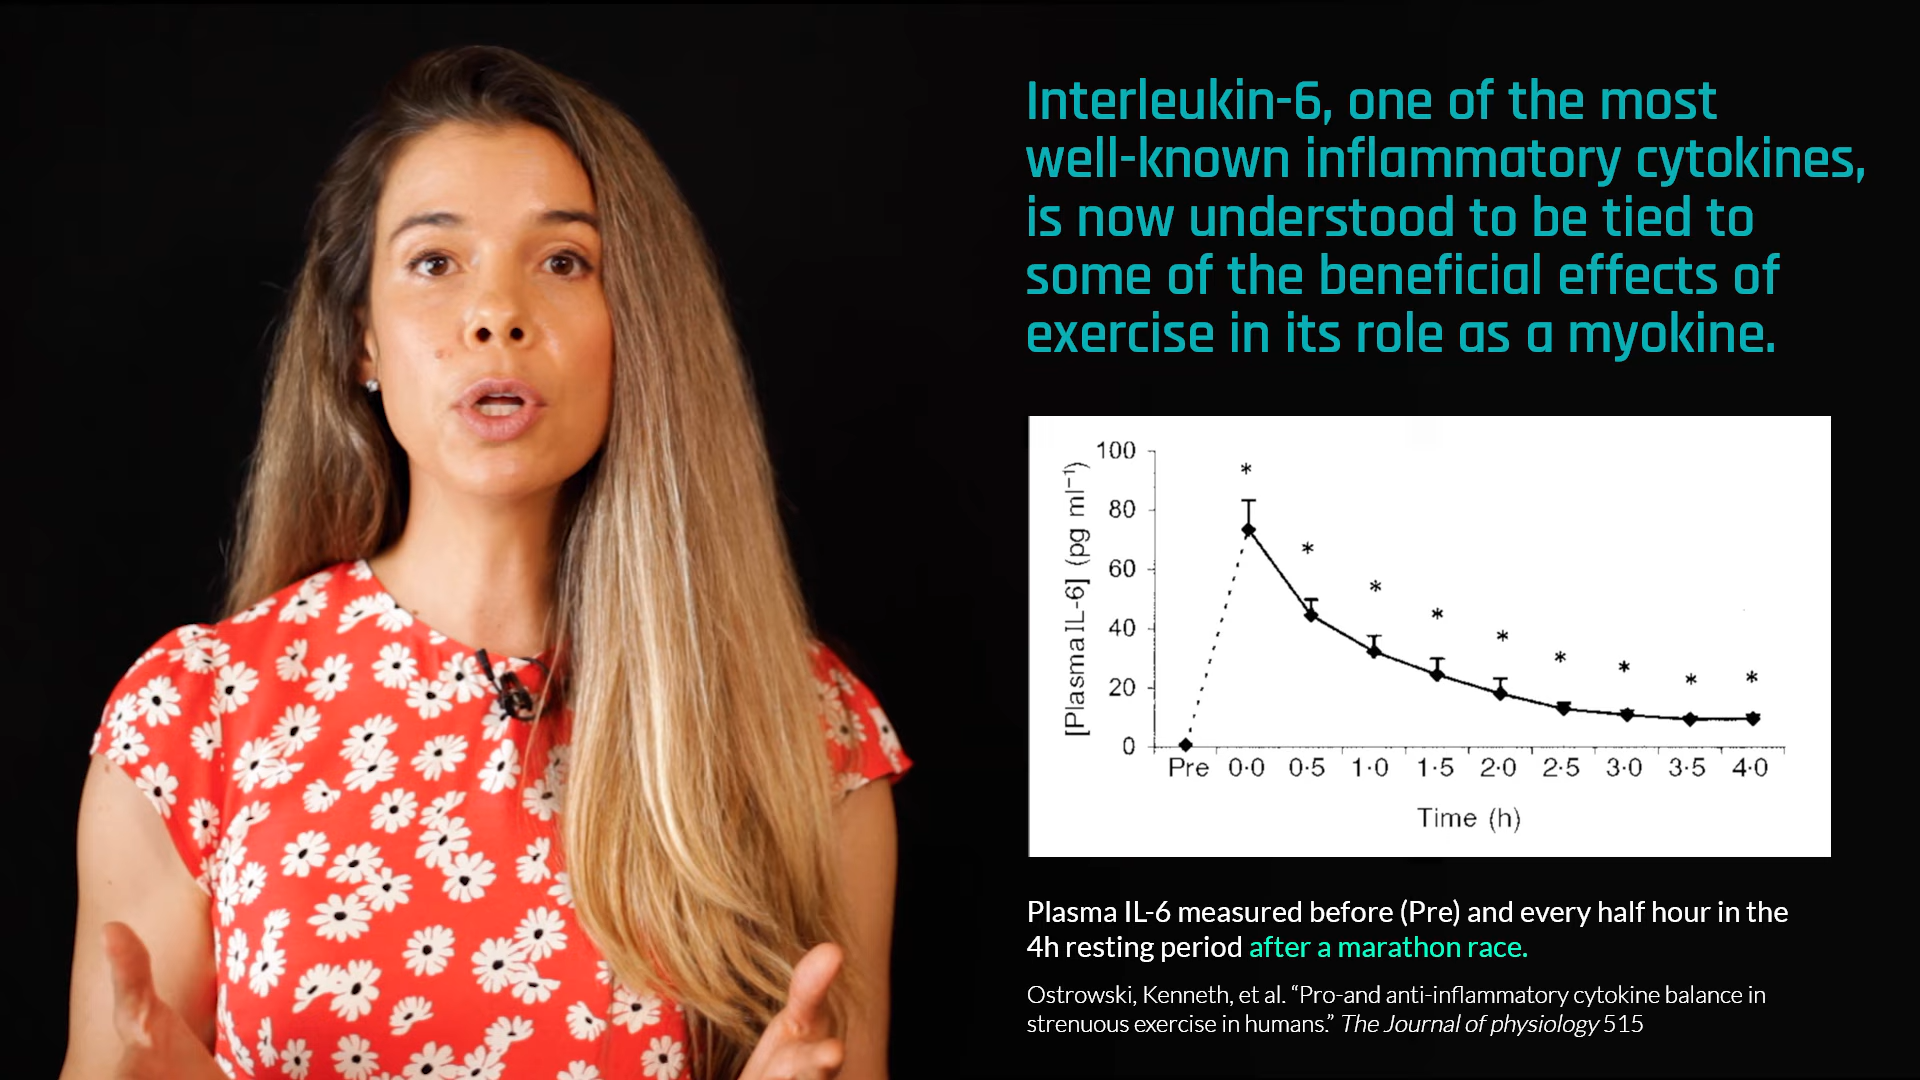 Interleukin-6, one of the most
well-known inflammatory cytokines,
is now understood to be tied to
some of the beneficial effects of
exercise in its role as a myokine.
[Plasma IL-6] (pg ml⁻¹)
100
80
60
40
20
0
* * * * * * * * *
Pre 0·0 0·5 1·0 1·5 2·0 2·5 3·0 3·5 4·0
Time (h)
Plasma IL-6 measured before (Pre) and every half hour in the
4h resting period after a marathon race.
Ostrowski, Kenneth, et al. “Pro-and anti-inflammatory cytokine balance in
strenuous exercise in humans.” The Journal of physiology 515